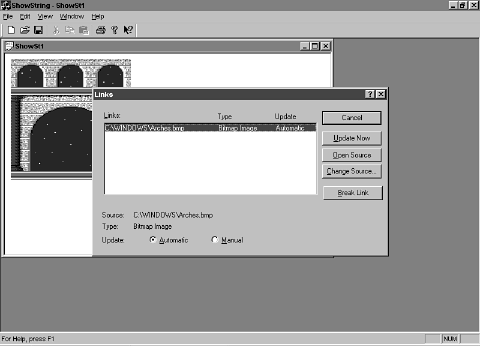 ShowString - ShowSt1
File Edit View Window Help
ShowSt1
Links
Links: Type Update
C:\WINDOWS\Arches.bmp Bitmap Image Automatic
Cancel
Update Now
Open Source
Change Source...
Break Link
Source: C:\WINDOWS\Arches.bmp
Type: Bitmap Image
Update: Automatic Manual
For Help, press F1 NUM